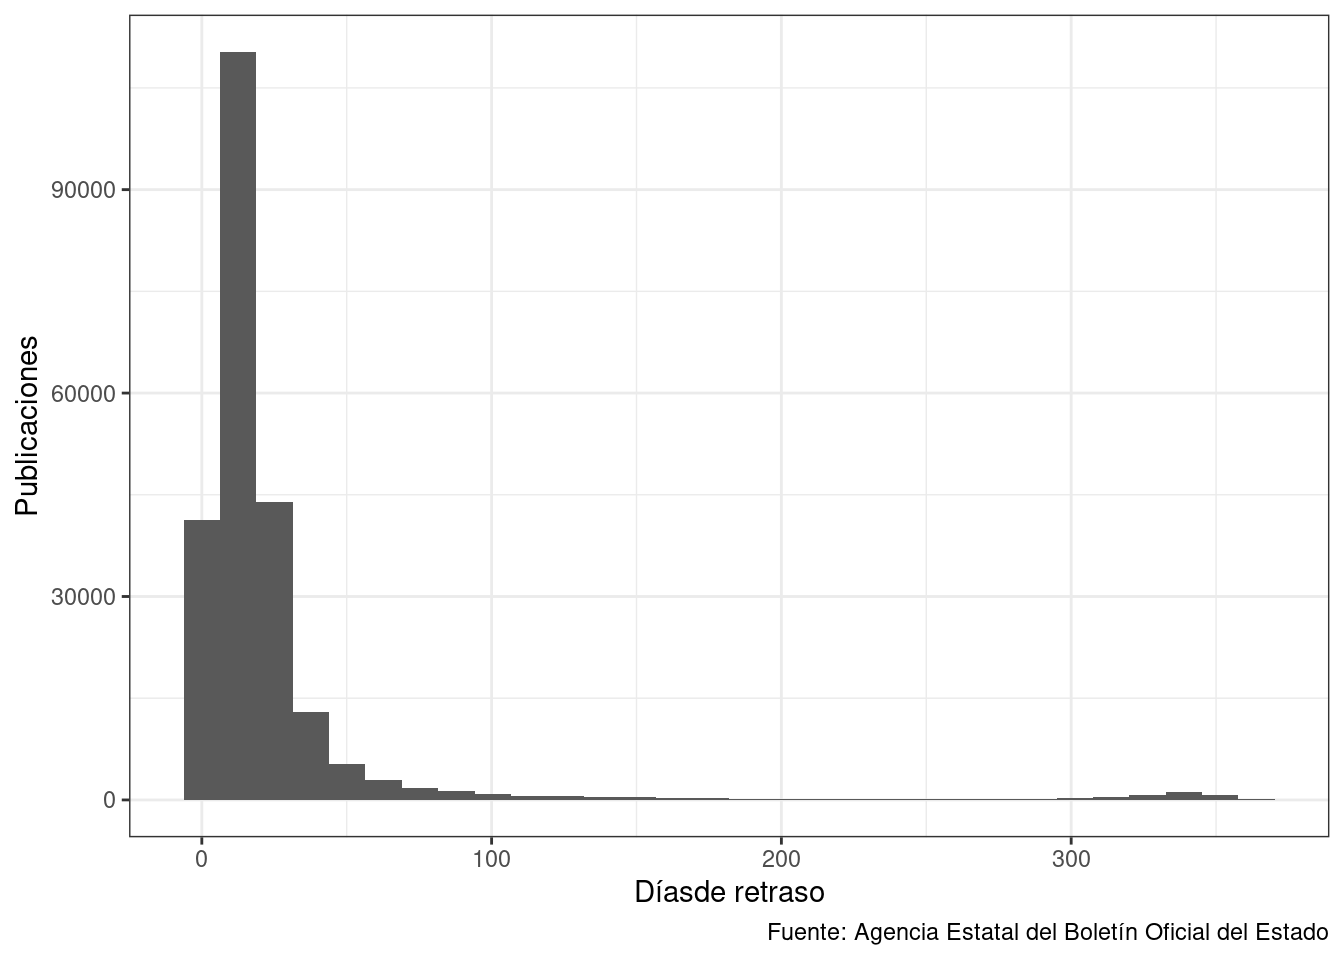 90000
60000
30000
0
Publicaciones
0
100
200
300
Díasde retraso
Fuente: Agencia Estatal del Boletín Oficial del Estado